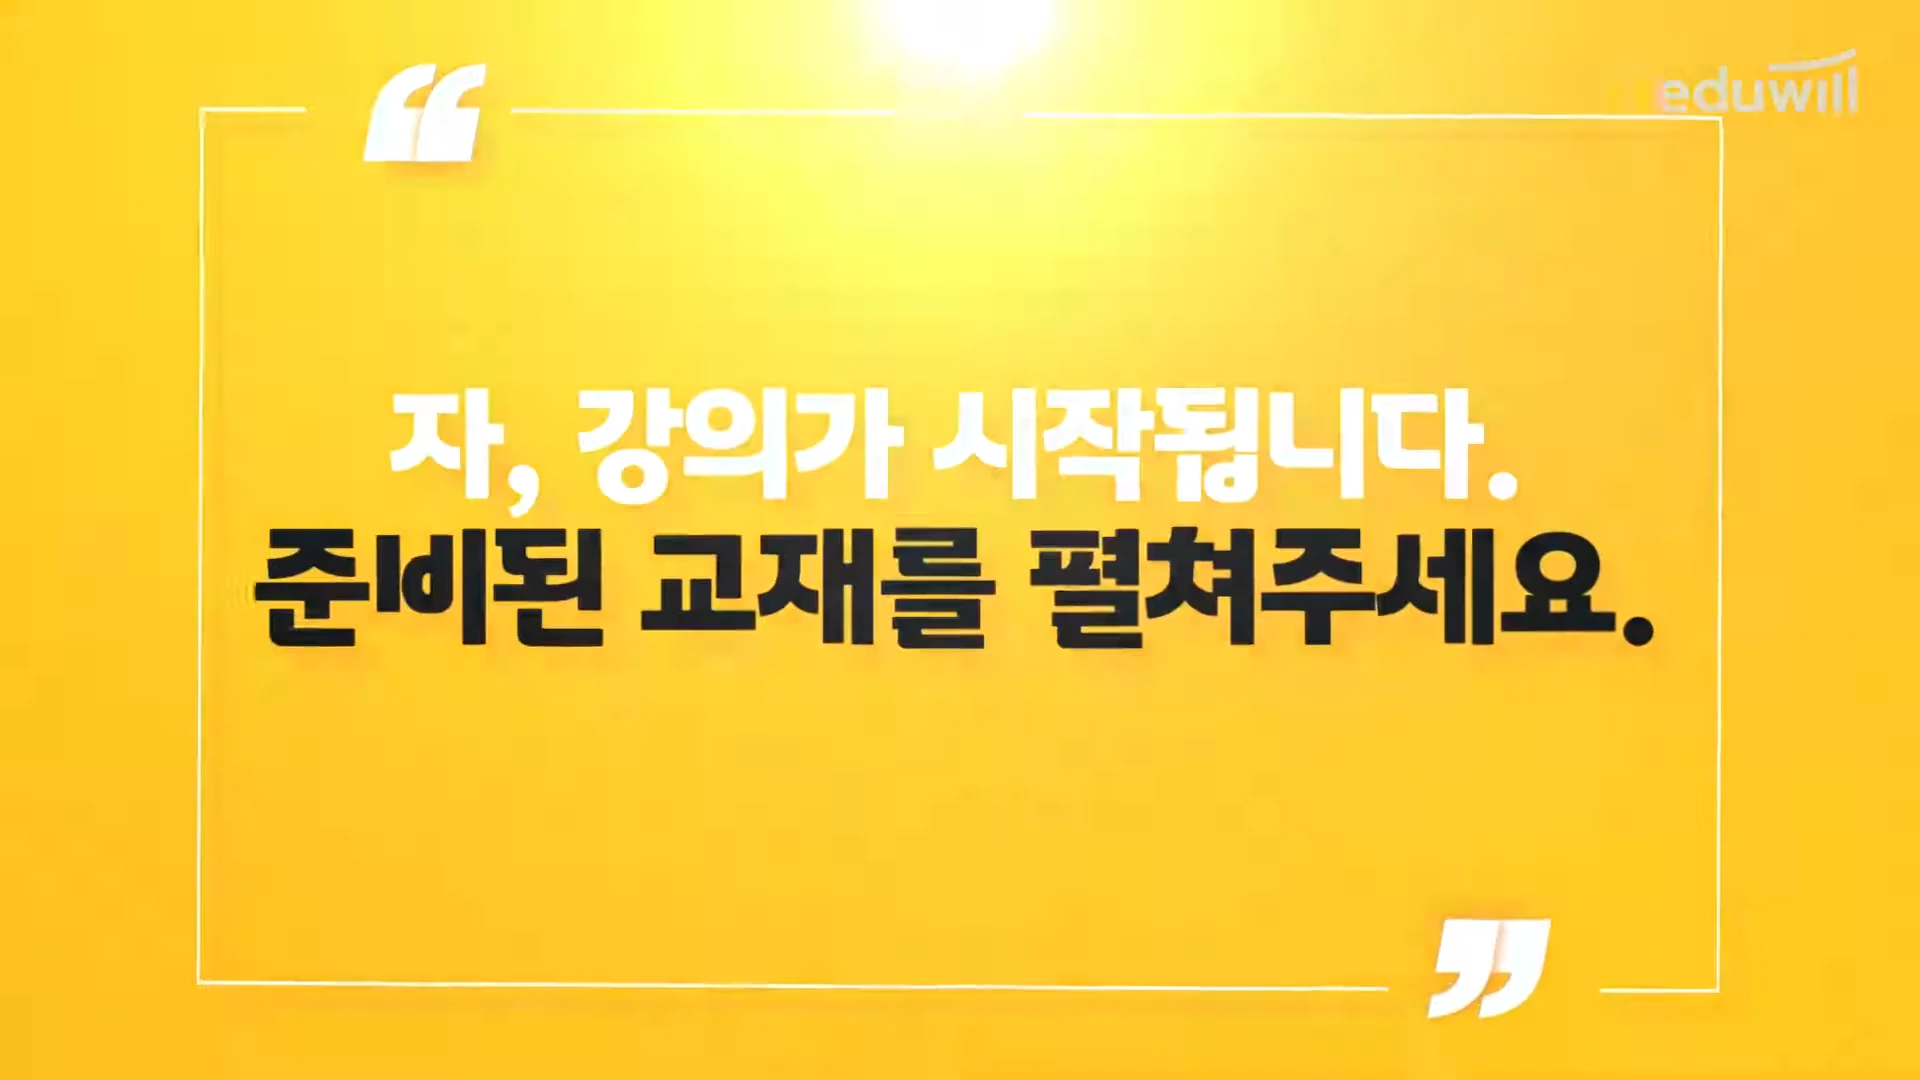 eduwill
“
자, 강의가 시작됩니다.
준비된 교재를 펼쳐주세요.
”